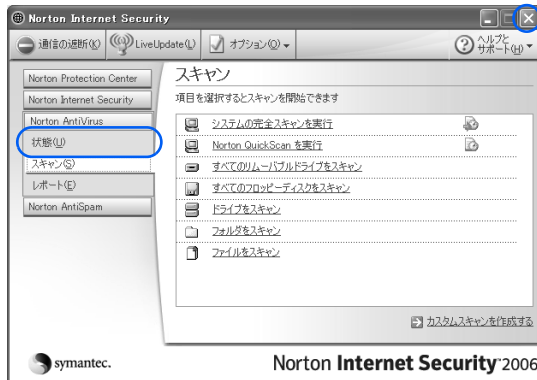 Norton Internet Security
通信の遮断(K) LiveUpdate(L) オプション(O) ヘルプとサポート(H)
Norton Protection Center
Norton Internet Security
Norton AntiVirus
状態(U)
スキャン(S)
レポート(E)
Norton AntiSpam
スキャン
項目を選択するとスキャンを開始できます
システムの完全スキャンを実行
Norton QuickScan を実行
すべてのリムーバブルドライブをスキャン
すべてのフロッピーディスクをスキャン
ドライブをスキャン
フォルダをスキャン
ファイルをスキャン
カスタムスキャンを作成する
symantec.
Norton Internet Security 2006